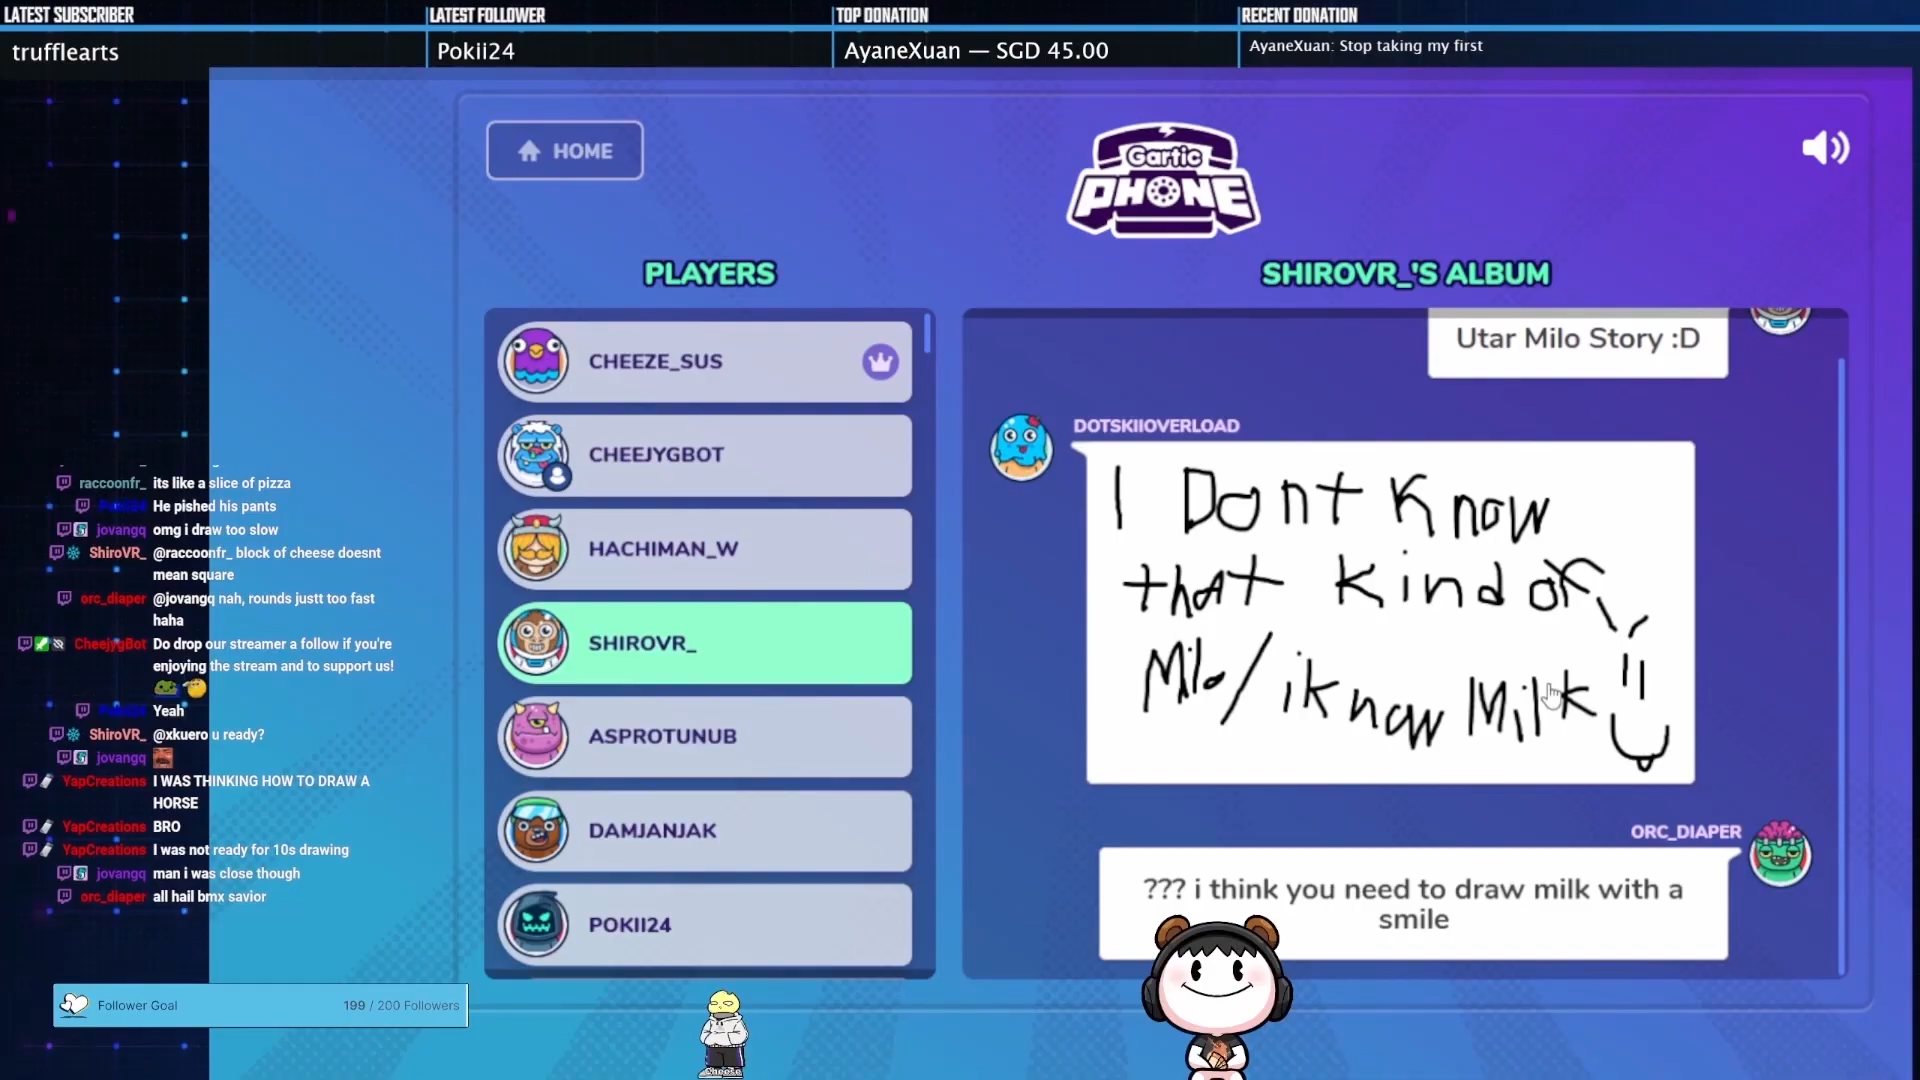 LATEST SUBSCRIBER
LATEST FOLLOWER
TOP DONATION
RECENT DONATION
trufflearts
Pokii24
AyaneXuan — SGD 45.00
AyaneXuan: Stop taking my first
HOME
Gartic
PHONE
PLAYERS
SHIROVR_'S ALBUM
CHEEZE_SUS
CHEEJYGBOT
HACHIMAN_W
SHIROVR_
ASPROTUNUB
DAMJANJAK
POKII24
Utar Milo Story :D
DOTSKIIOVERLOAD
I Dont Know
that kind of
Milo/ i know Milk
ORC_DIAPER
??? i think you need to draw milk with a
smile
raccoonfr_ its like a slice of pizza
Pokii24 He pished his pants
jovangq omg i draw too slow
ShiroVR_ @raccoonfr_ block of cheese doesnt
mean square
orc_diaper @jovangq nah, rounds justt too fast
haha
CheejygBot Do drop our streamer a follow if you're
enjoying the stream and to support us!
Pokii24 Yeah
ShiroVR_ @xkuero u ready?
jovangq
YapCreations I WAS THINKING HOW TO DRAW A
HORSE
YapCreations BRO
YapCreations I was not ready for 10s drawing
jovangq man i was close though
orc_diaper all hail bmx savior
Follower Goal
199 / 200 Followers
Cheese